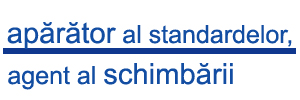 apărător al standardelor,
agent al schimbării